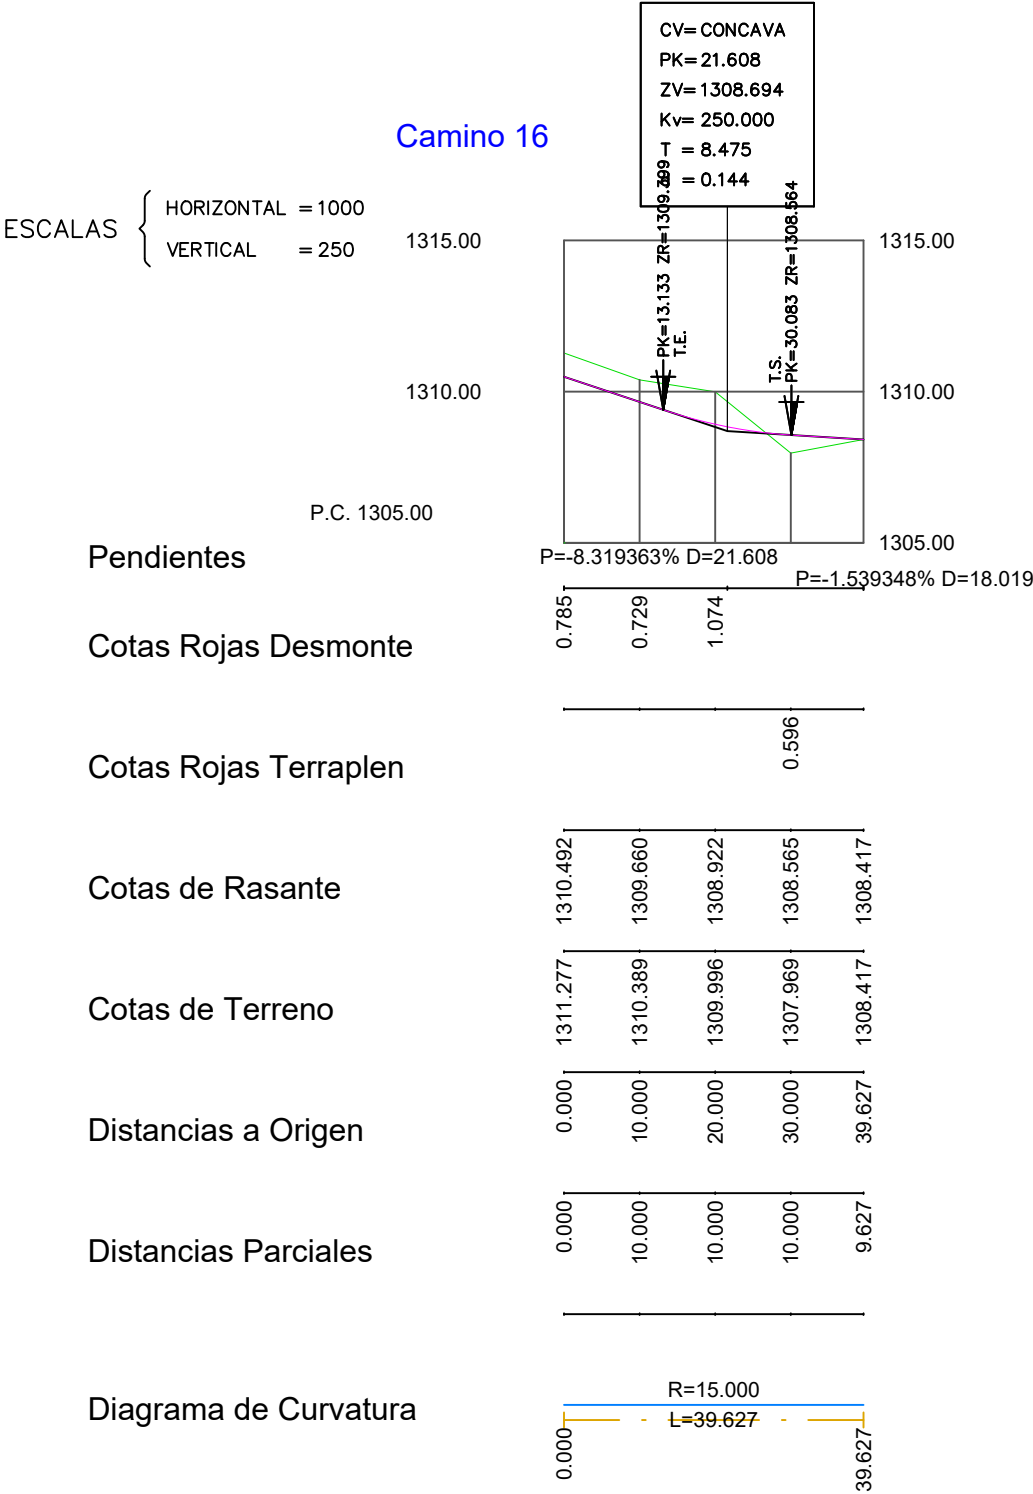 CV= CONCAVA
PK= 21.608
ZV= 1308.694
Kv= 250.000
T = 8.475
= 0.144
Camino 16
ESCALAS
HORIZONTAL = 1000
VERTICAL = 250
PK=13.133 ZR=1309.399
T.E.
T.S.
PK=30.083 ZR=1308.564
1315.00 1315.00
1310.00 1310.00
P.C. 1305.00
1305.00
Pendientes
P=-8.319363% D=21.608
P=-1.539348% D=18.019
Cotas Rojas Desmonte
0.785 0.729 1.074
Cotas Rojas Terraplen
0.596
Cotas de Rasante
1310.492 1309.660 1308.922 1308.565 1308.417
Cotas de Terreno
1311.277 1310.389 1309.996 1307.969 1308.417
Distancias a Origen
0.000 10.000 20.000 30.000 39.627
Distancias Parciales
0.000 10.000 10.000 10.000 9.627
Diagrama de Curvatura
R=15.000
L=39.627
0.000 39.627